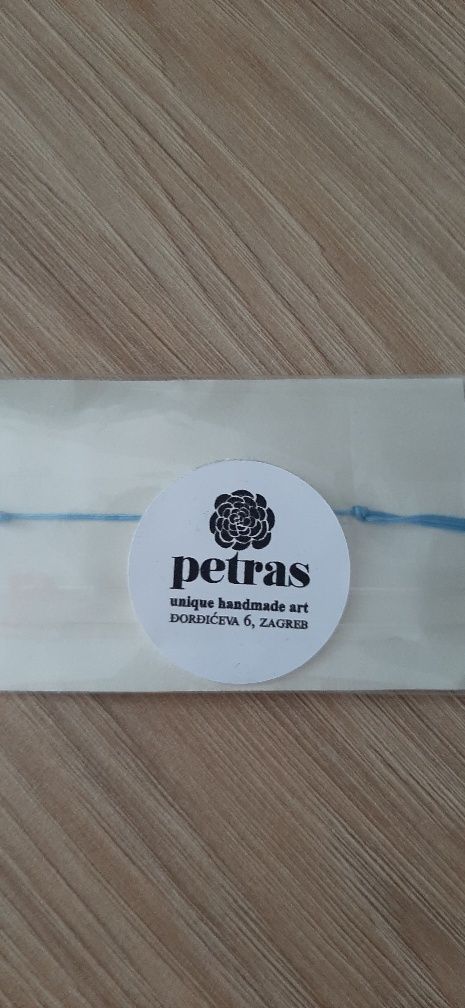 petras
unique handmade art
ĐORĐIĆEVA 6, ZAGREB